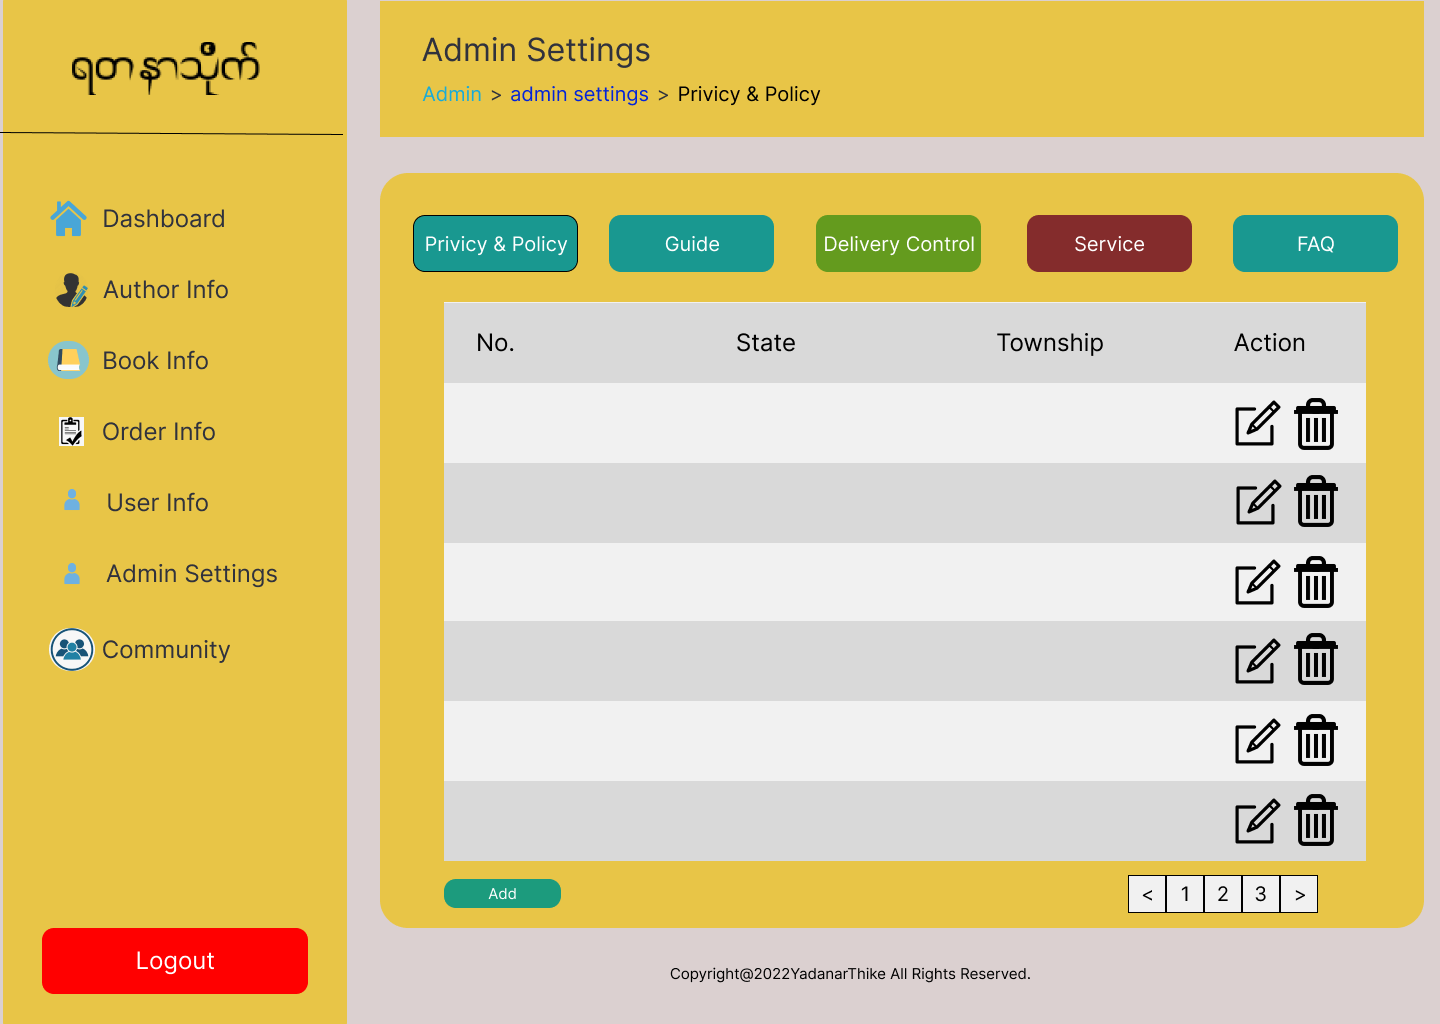 ရတနာသိုက်
Dashboard
Author Info
Book Info
Order Info
User Info
Admin Settings
Community
Logout
Admin Settings
Admin > admin settings > Privicy & Policy
Privicy & Policy Guide Delivery Control Service FAQ
No. State Township Action
Add
< 1 2 3 >
Copyright@2022YadanarThike All Rights Reserved.